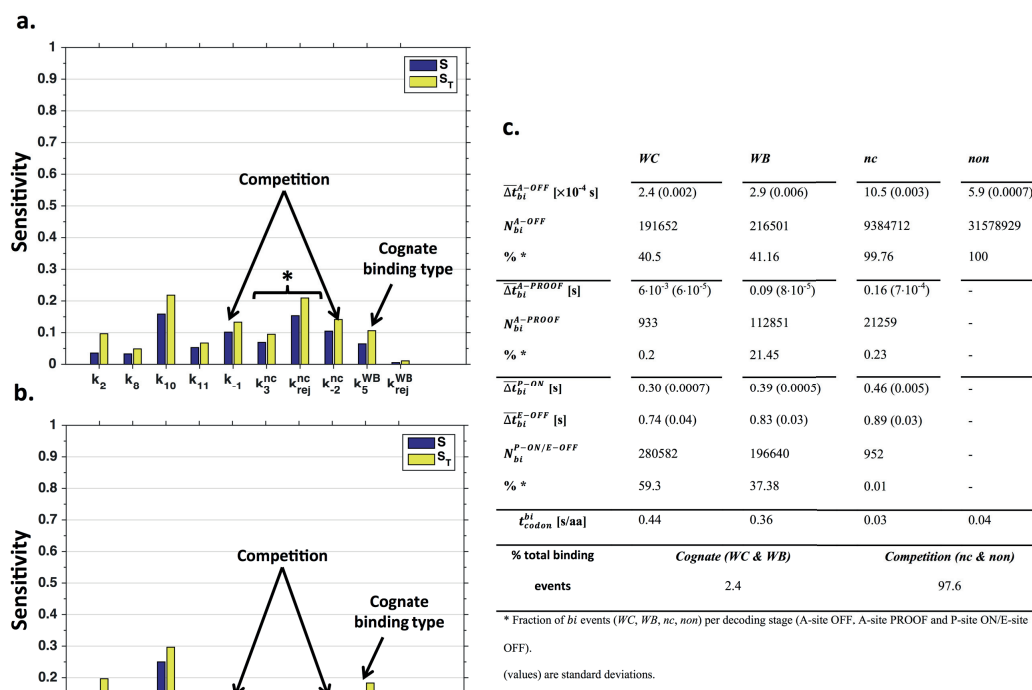 a.
1
0.9
0.8
0.7
0.6
0.5
0.4
0.3
0.2
0.1
0
Sensitivity
S
S_T
Competition
Cognate
binding type
*
k_2 k_8 k_10 k_11 k_-1 k_3^nc k_rej^nc k_-2^nc k_5^WB k_rej^WB
b.
1
0.9
0.8
0.7
0.6
0.5
0.4
0.3
0.2
Sensitivity
S
S_T
Competition
Cognate
binding type
c.
WC WB nc non
Δt̅_bi^A-OFF [×10^-4 s] 2.4 (0.002) 2.9 (0.006) 10.5 (0.003) 5.9 (0.0007)
N_bi^A-OFF 191652 216501 9384712 31578929
% * 40.5 41.16 99.76 100
Δt̅_bi^A-PROOF [s] 6·10^-3 (6·10^-5) 0.09 (8·10^-5) 0.16 (7·10^-4) -
N_bi^A-PROOF 933 112851 21259 -
% * 0.2 21.45 0.23 -
Δt̅_bi^P-ON [s] 0.30 (0.0007) 0.39 (0.0005) 0.46 (0.005) -
Δt̅_bi^E-OFF [s] 0.74 (0.04) 0.83 (0.03) 0.89 (0.03) -
N_bi^P-ON/E-OFF 280582 196640 952 -
% * 59.3 37.38 0.01 -
t_codon^bi [s/aa] 0.44 0.36 0.03 0.04
% total binding Cognate (WC & WB) Competition (nc & non)
events 2.4 97.6
* Fraction of bi events (WC, WB, nc, non) per decoding stage (A-site OFF, A-site PROOF and P-site ON/E-site
OFF).
(values) are standard deviations.